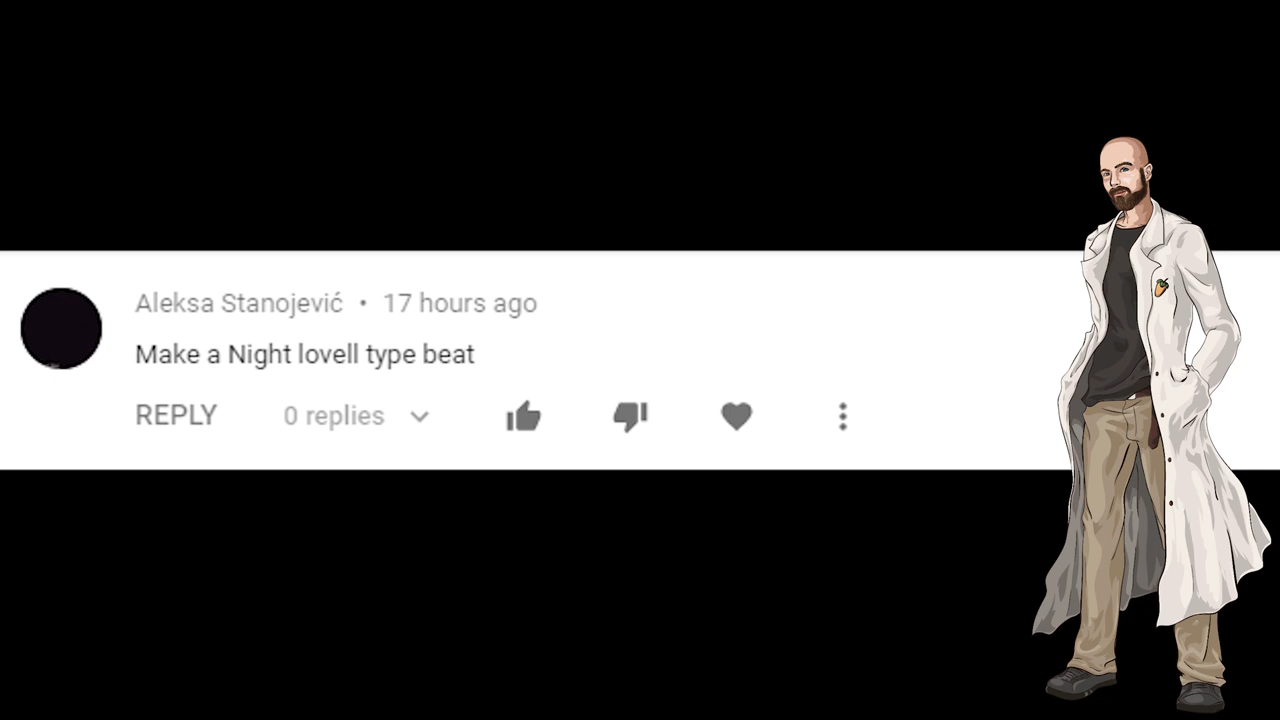 Aleksa Stanojević • 17 hours ago
Make a Night lovell type beat
REPLY 0 replies